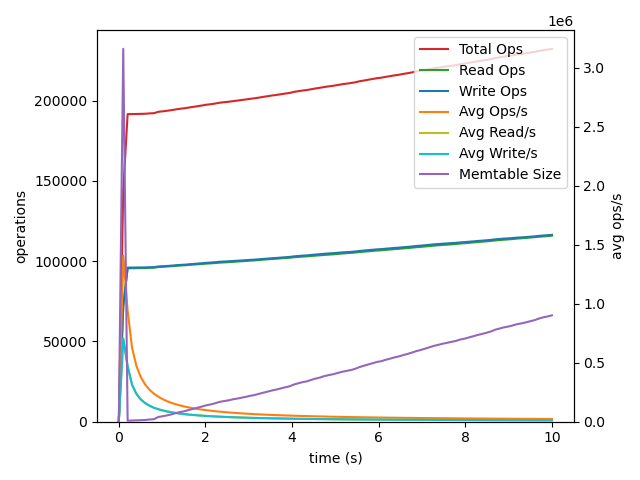 1e6
Total Ops
Read Ops
Write Ops
Avg Ops/s
Avg Read/s
Avg Write/s
Memtable Size
200000
150000
100000
50000
0
operations
3.0
2.5
2.0
1.5
1.0
0.5
0.0
avg ops/s
0 2 4 6 8 10
time (s)